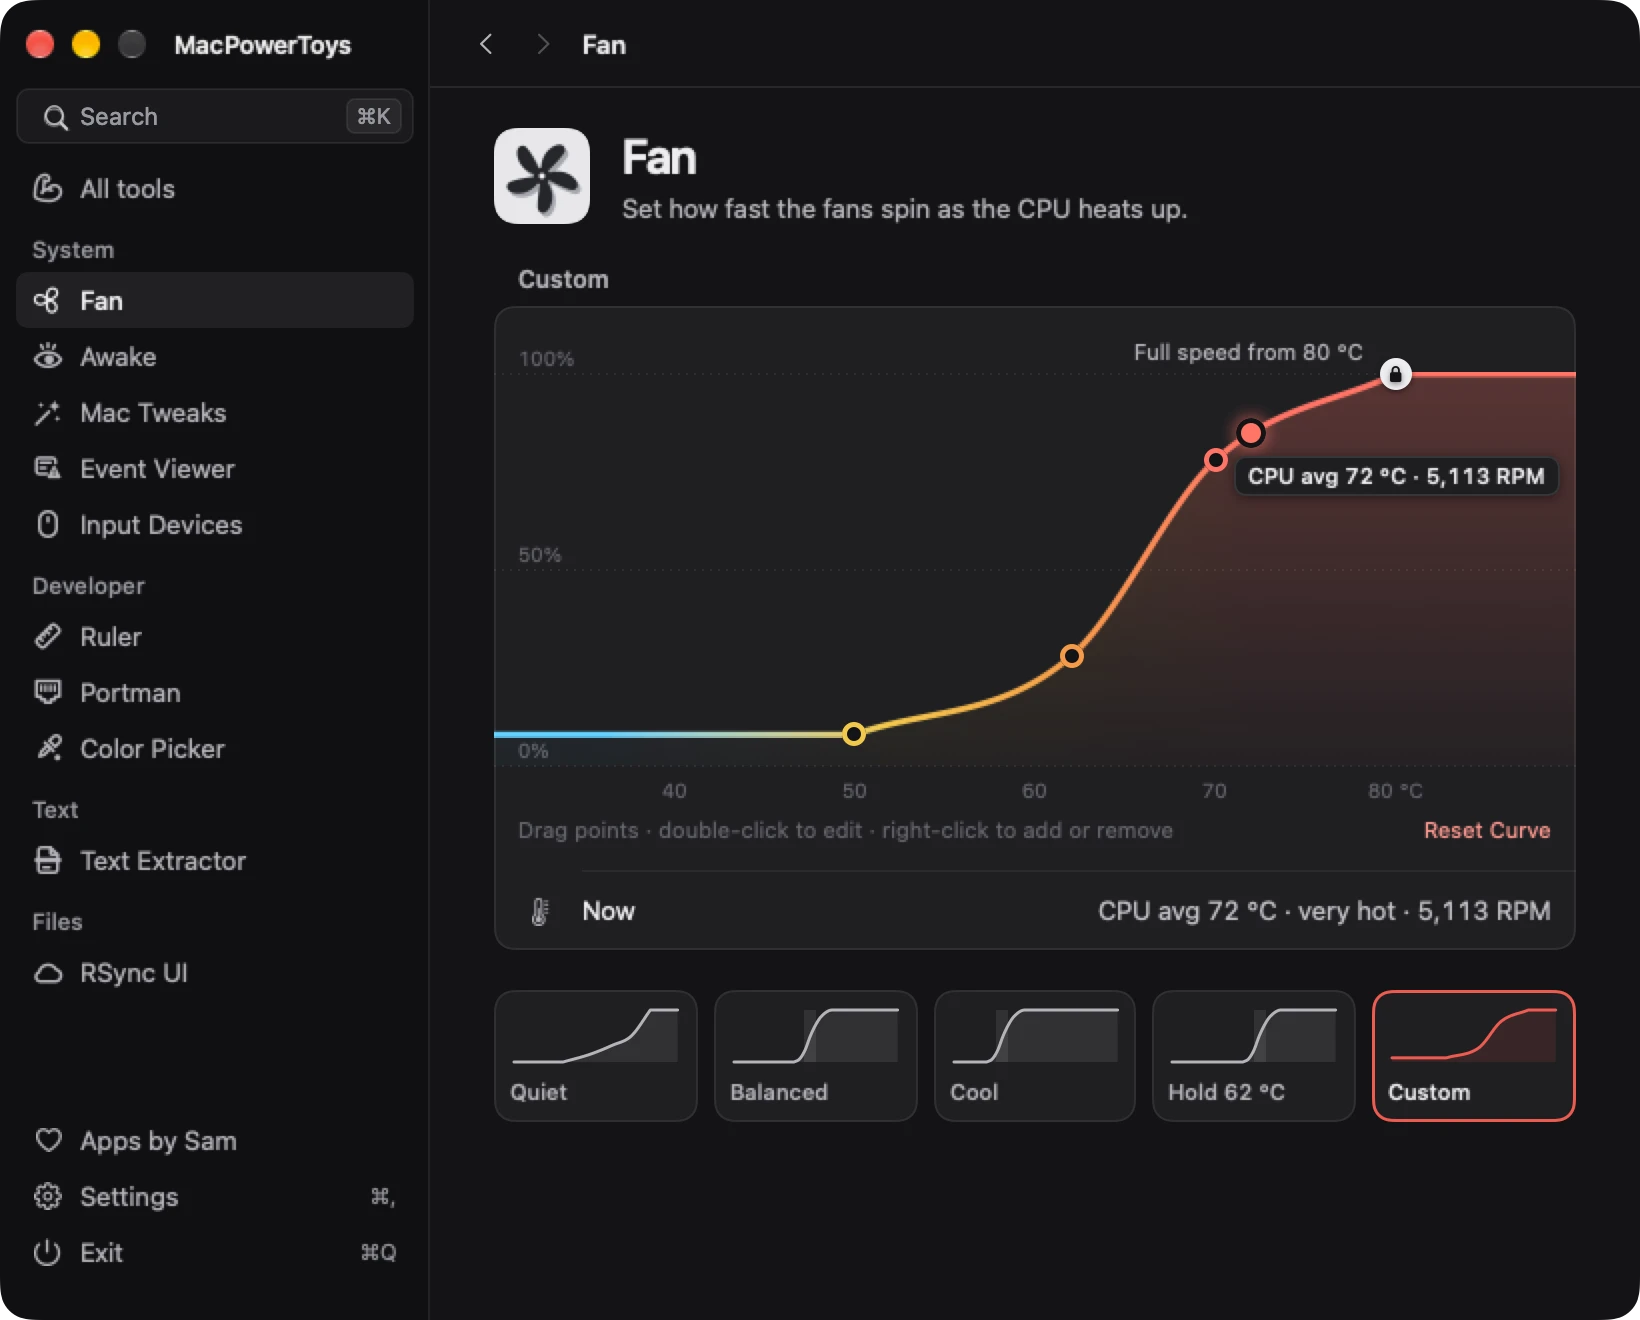 MacPowerToys
Search ⌘K
All tools
System
Fan
Awake
Mac Tweaks
Event Viewer
Input Devices
Developer
Ruler
Portman
Color Picker
Text
Text Extractor
Files
RSync UI
Apps by Sam
Settings ⌘,
Exit ⌘Q
Fan
Fan
Set how fast the fans spin as the CPU heats up.
Custom
100%
Full speed from 80 °C
CPU avg 72 °C · 5,113 RPM
50%
0%
40 50 60 70 80 °C
Drag points · double-click to edit · right-click to add or remove
Reset Curve
Now
CPU avg 72 °C · very hot · 5,113 RPM
Quiet
Balanced
Cool
Hold 62 °C
Custom